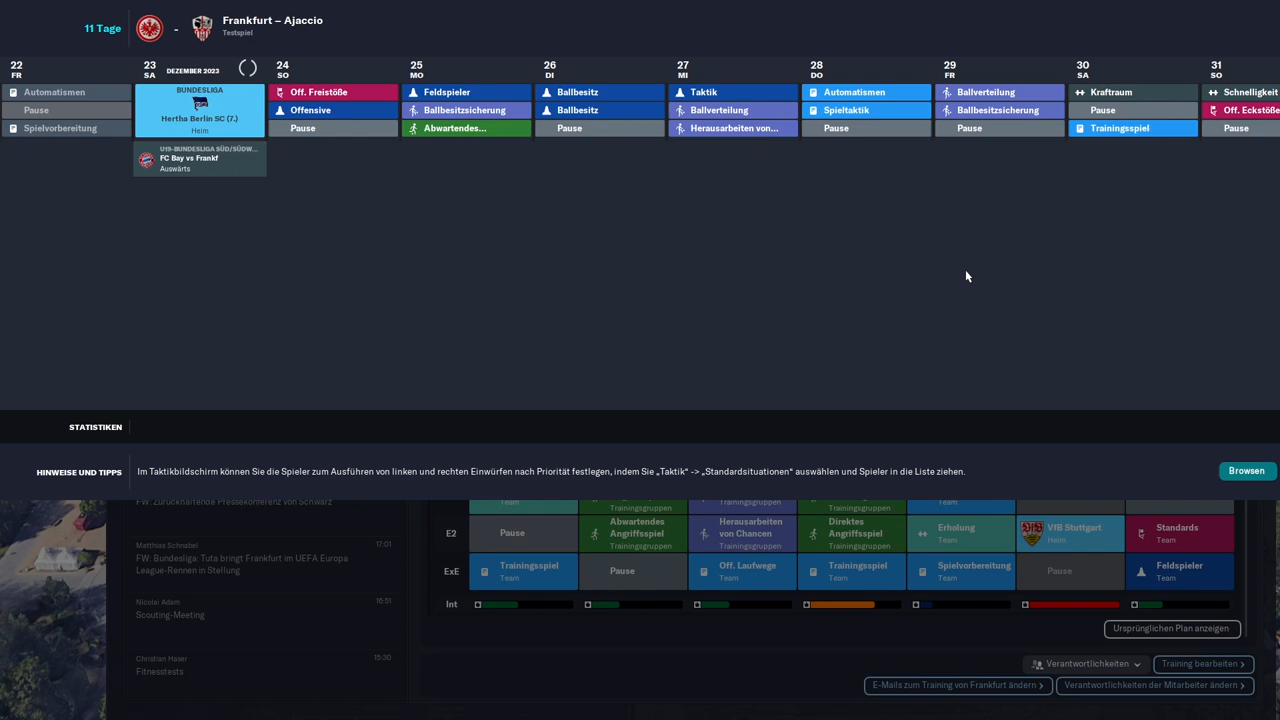 11 Tage
-
Frankfurt – Ajaccio
Testspiel
22
FR
23
SA
DEZEMBER 2023
24
SO
25
MO
26
DI
27
MI
28
DO
29
FR
30
SA
31
SO
Automatismen
Pause
Spielvorbereitung
BUNDESLIGA
Hertha Berlin SC (7.)
Heim
U19-BUNDESLIGA SÜD/SÜDW...
FC Bay vs Frankf
Auswärts
Off. Freistöße
Offensive
Pause
Feldspieler
Ballbesitzsicherung
Abwartendes...
Ballbesitz
Ballbesitz
Pause
Taktik
Ballverteilung
Herausarbeiten von...
Automatismen
Spieltaktik
Pause
Ballverteilung
Ballbesitzsicherung
Pause
Kraftraum
Pause
Trainingsspiel
Schnelligkeit
Off. Eckstöße
Pause
STATISTIKEN
HINWEISE UND TIPPS
Im Taktikbildschirm können Sie die Spieler zum Ausführen von linken und rechten Einwürfen nach Priorität festlegen, indem Sie „Taktik" -> „Standardsituationen" auswählen und Spieler in die Liste ziehen.
Browsen
FW: Zurückhaltende Pressekonferenz von Schwarz
Matthias Schnabel
17:01
FW: Bundesliga: Tuta bringt Frankfurt im UEFA Europa
League-Rennen in Stellung
Nicolai Adam
16:51
Scouting-Meeting
Christian Haser
15:30
Fitnesstests
Team
Trainingsgruppen
Trainingsgruppen
Trainingsgruppen
Team
E2
Pause
Abwartendes
Angriffsspiel
Trainingsgruppen
Herausarbeiten
von Chancen
Trainingsgruppen
Direktes
Angriffsspiel
Trainingsgruppen
Erholung
Team
VfB Stuttgart
Heim
Standards
Team
ExE
Trainingsspiel
Team
Pause
Off. Laufwege
Team
Trainingsspiel
Team
Spielvorbereitung
Team
Pause
Feldspieler
Team
Int
Ursprünglichen Plan anzeigen
Verantwortlichkeiten
Training bearbeiten
E-Mails zum Training von Frankfurt ändern
Verantwortlichkeiten der Mitarbeiter ändern